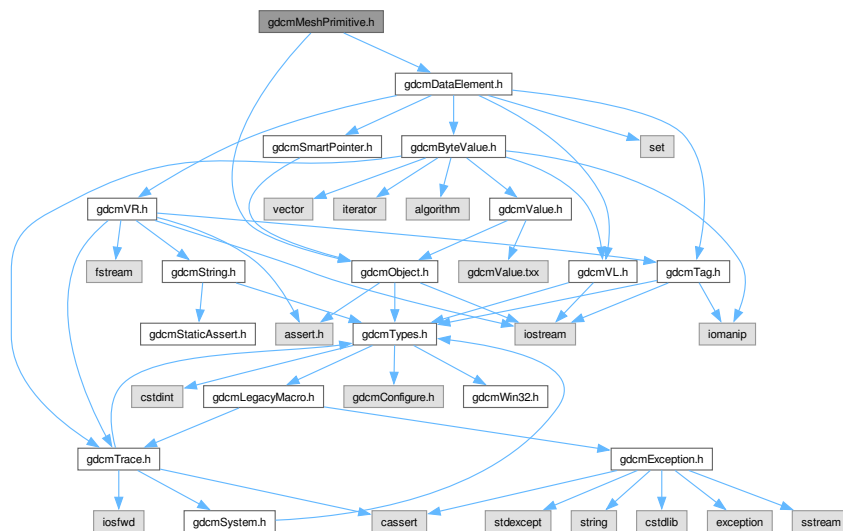 gdcmMeshPrimitive.h
gdcmDataElement.h
gdcmSmartPointer.h
gdcmByteValue.h
set
gdcmVR.h
vector
iterator
algorithm
gdcmValue.h
fstream
gdcmString.h
gdcmObject.h
gdcmValue.txx
gdcmVL.h
gdcmTag.h
gdcmStaticAssert.h
assert.h
gdcmTypes.h
iostream
iomanip
cstdint
gdcmLegacyMacro.h
gdcmConfigure.h
gdcmWin32.h
gdcmTrace.h
gdcmException.h
iosfwd
gdcmSystem.h
cassert
stdexcept
string
cstdlib
exception
sstream